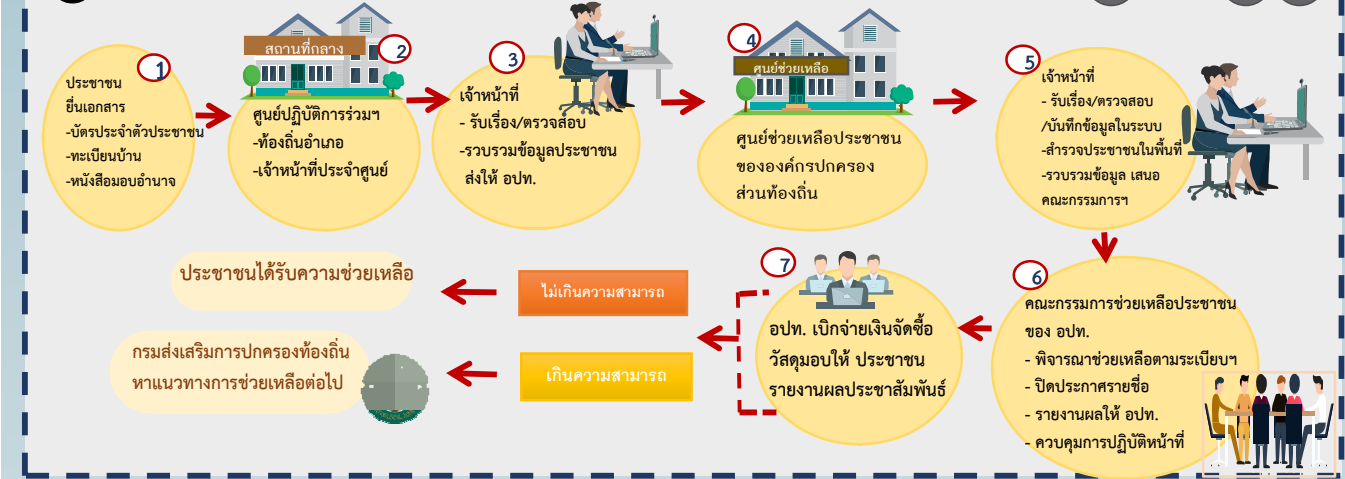 1
ประชาชน
ยื่นเอกสาร
-บัตรประจำตัวประชาชน
-ทะเบียนบ้าน
-หนังสือมอบอำนาจ
สถานที่กลาง
2
ศูนย์ปฏิบัติการร่วมฯ
-ท้องถิ่นอำเภอ
-เจ้าหน้าที่ประจำศูนย์
3
เจ้าหน้าที่
- รับเรื่อง/ตรวจสอบ
-รวบรวมข้อมูลประชาชน
ส่งให้ อปท.
4
ศูนย์ช่วยเหลือ
ศูนย์ช่วยเหลือประชาชน
ขององค์กรปกครอง
ส่วนท้องถิ่น
5
เจ้าหน้าที่
- รับเรื่อง/ตรวจสอบ
/บันทึกข้อมูลในระบบ
-สำรวจประชาชนในพื้นที่
-รวบรวมข้อมูล เสนอ
คณะกรรมการฯ
6
คณะกรรมการช่วยเหลือประชาชน
ของ อปท.
- พิจารณาช่วยเหลือตามระเบียบฯ
- ปิดประกาศรายชื่อ
- รายงานผลให้ อปท.
- ควบคุมการปฏิบัติหน้าที่
7
อปท. เบิกจ่ายเงินจัดซื้อ
วัสดุมอบให้ ประชาชน
รายงานผลประชาสัมพันธ์
ไม่เกินความสามารถ
ประชาชนได้รับความช่วยเหลือ
เกินความสามารถ
กรมส่งเสริมการปกครองท้องถิ่น
หาแนวทางการช่วยเหลือต่อไป